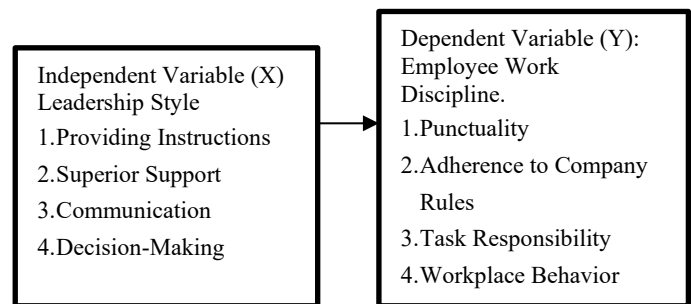 Independent Variable (X)
Leadership Style
1.Providing Instructions
2.Superior Support
3.Communication
4.Decision-Making
Dependent Variable (Y):
Employee Work
Discipline.
1.Punctuality
2.Adherence to Company
Rules
3.Task Responsibility
4.Workplace Behavior